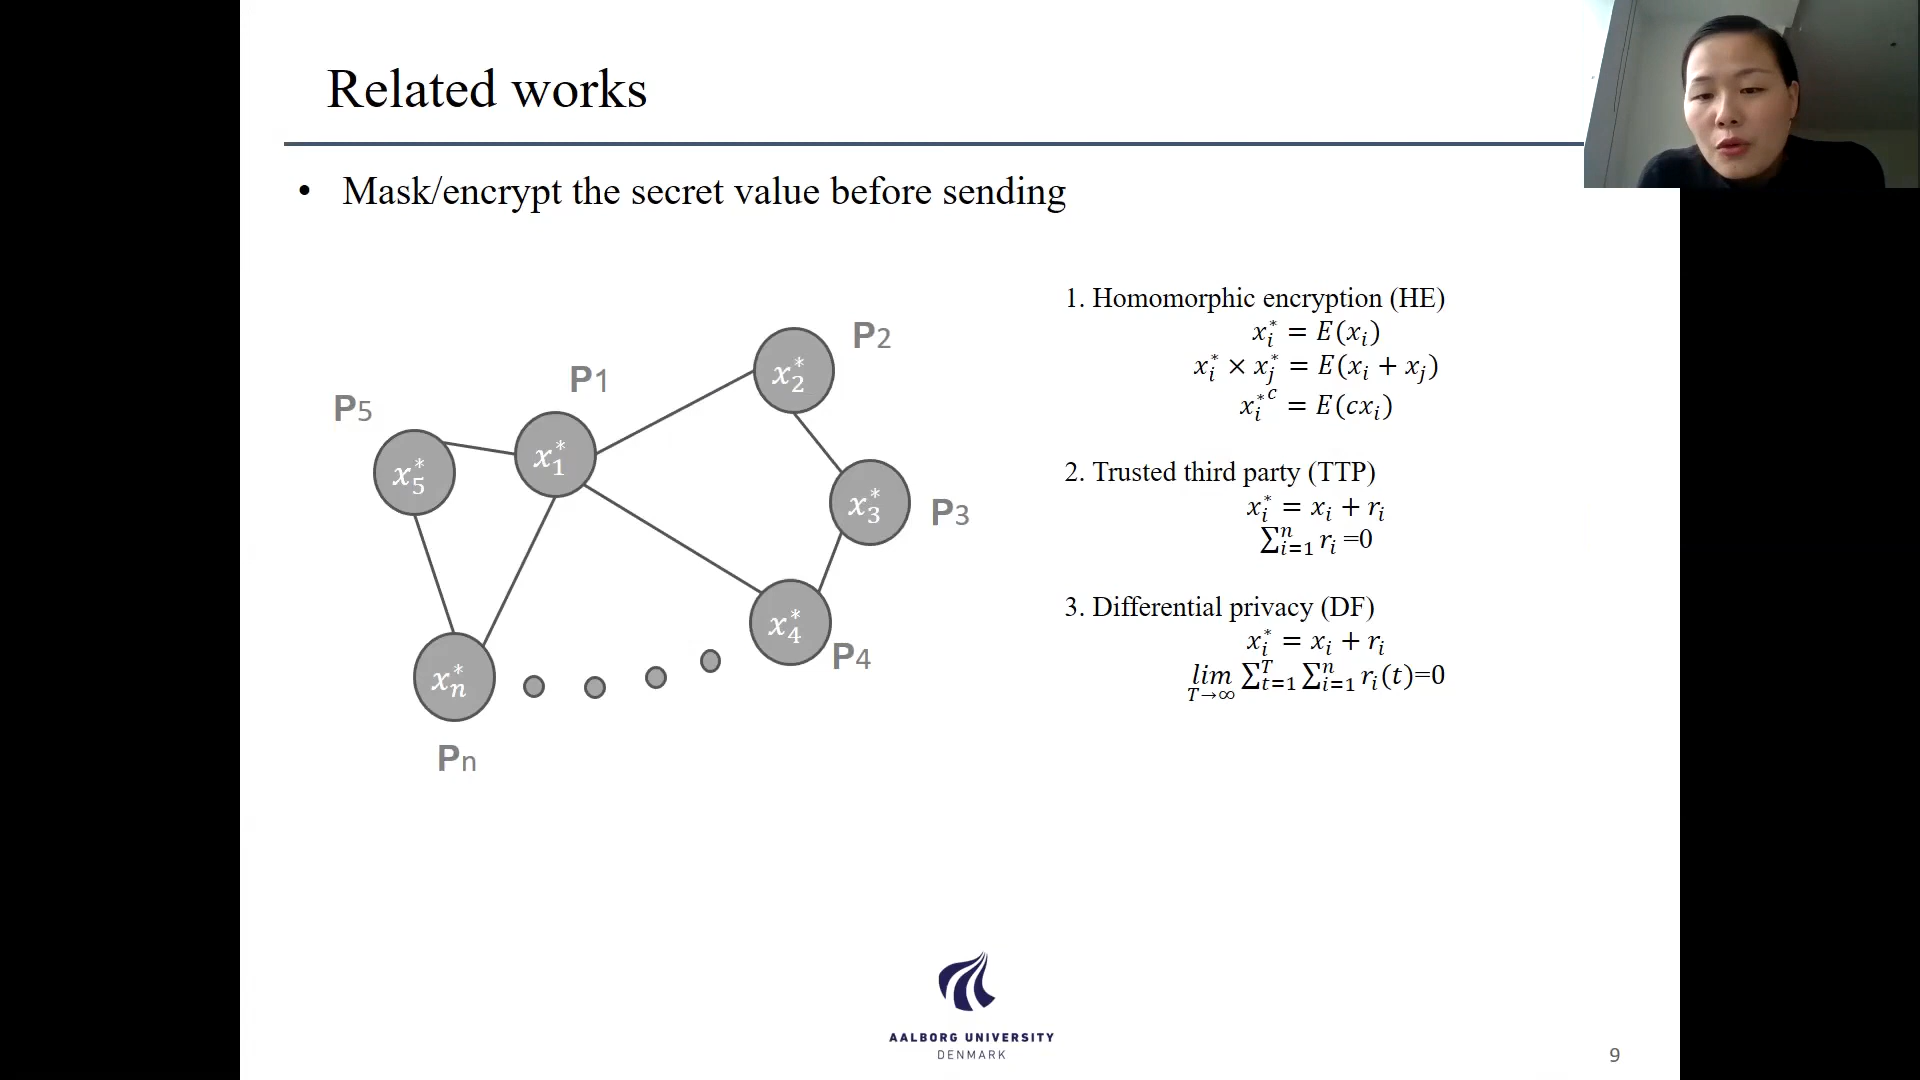 Related works
• Mask/encrypt the secret value before sending
P5
P1
P2
P3
P4
Pn
x₅*
x₁*
x₂*
x₃*
x₄*
xₙ*
1. Homomorphic encryption (HE)
xᵢ* = E(xᵢ)
xᵢ* × xⱼ* = E(xᵢ + xⱼ)
xᵢ*ᶜ = E(cxᵢ)
2. Trusted third party (TTP)
xᵢ* = xᵢ + rᵢ
∑ᵢ₌₁ⁿ rᵢ =0
3. Differential privacy (DF)
xᵢ* = xᵢ + rᵢ
lim T→∞ ∑ₜ₌₁ᵀ ∑ᵢ₌₁ⁿ rᵢ(t)=0
AALBORG UNIVERSITY
DENMARK
9